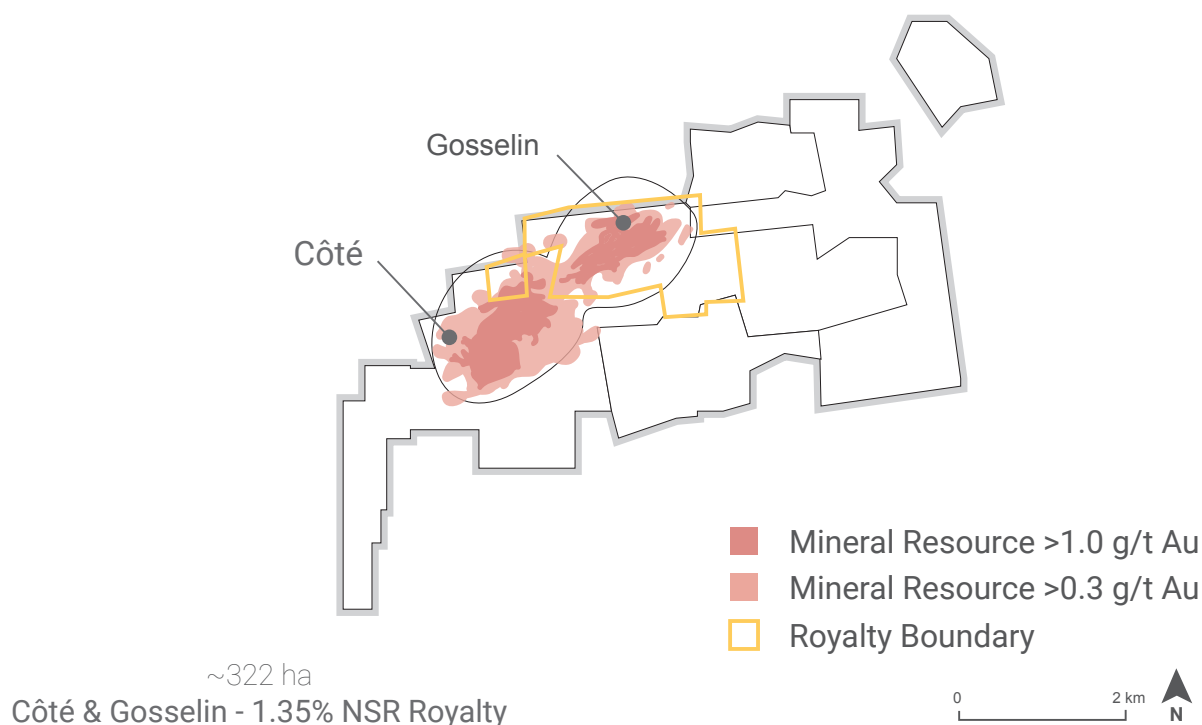 Gosselin
Côté
Mineral Resource >1.0 g/t Au
Mineral Resource >0.3 g/t Au
Royalty Boundary
~322 ha
Côté & Gosselin - 1.35% NSR Royalty
0
2 km
N